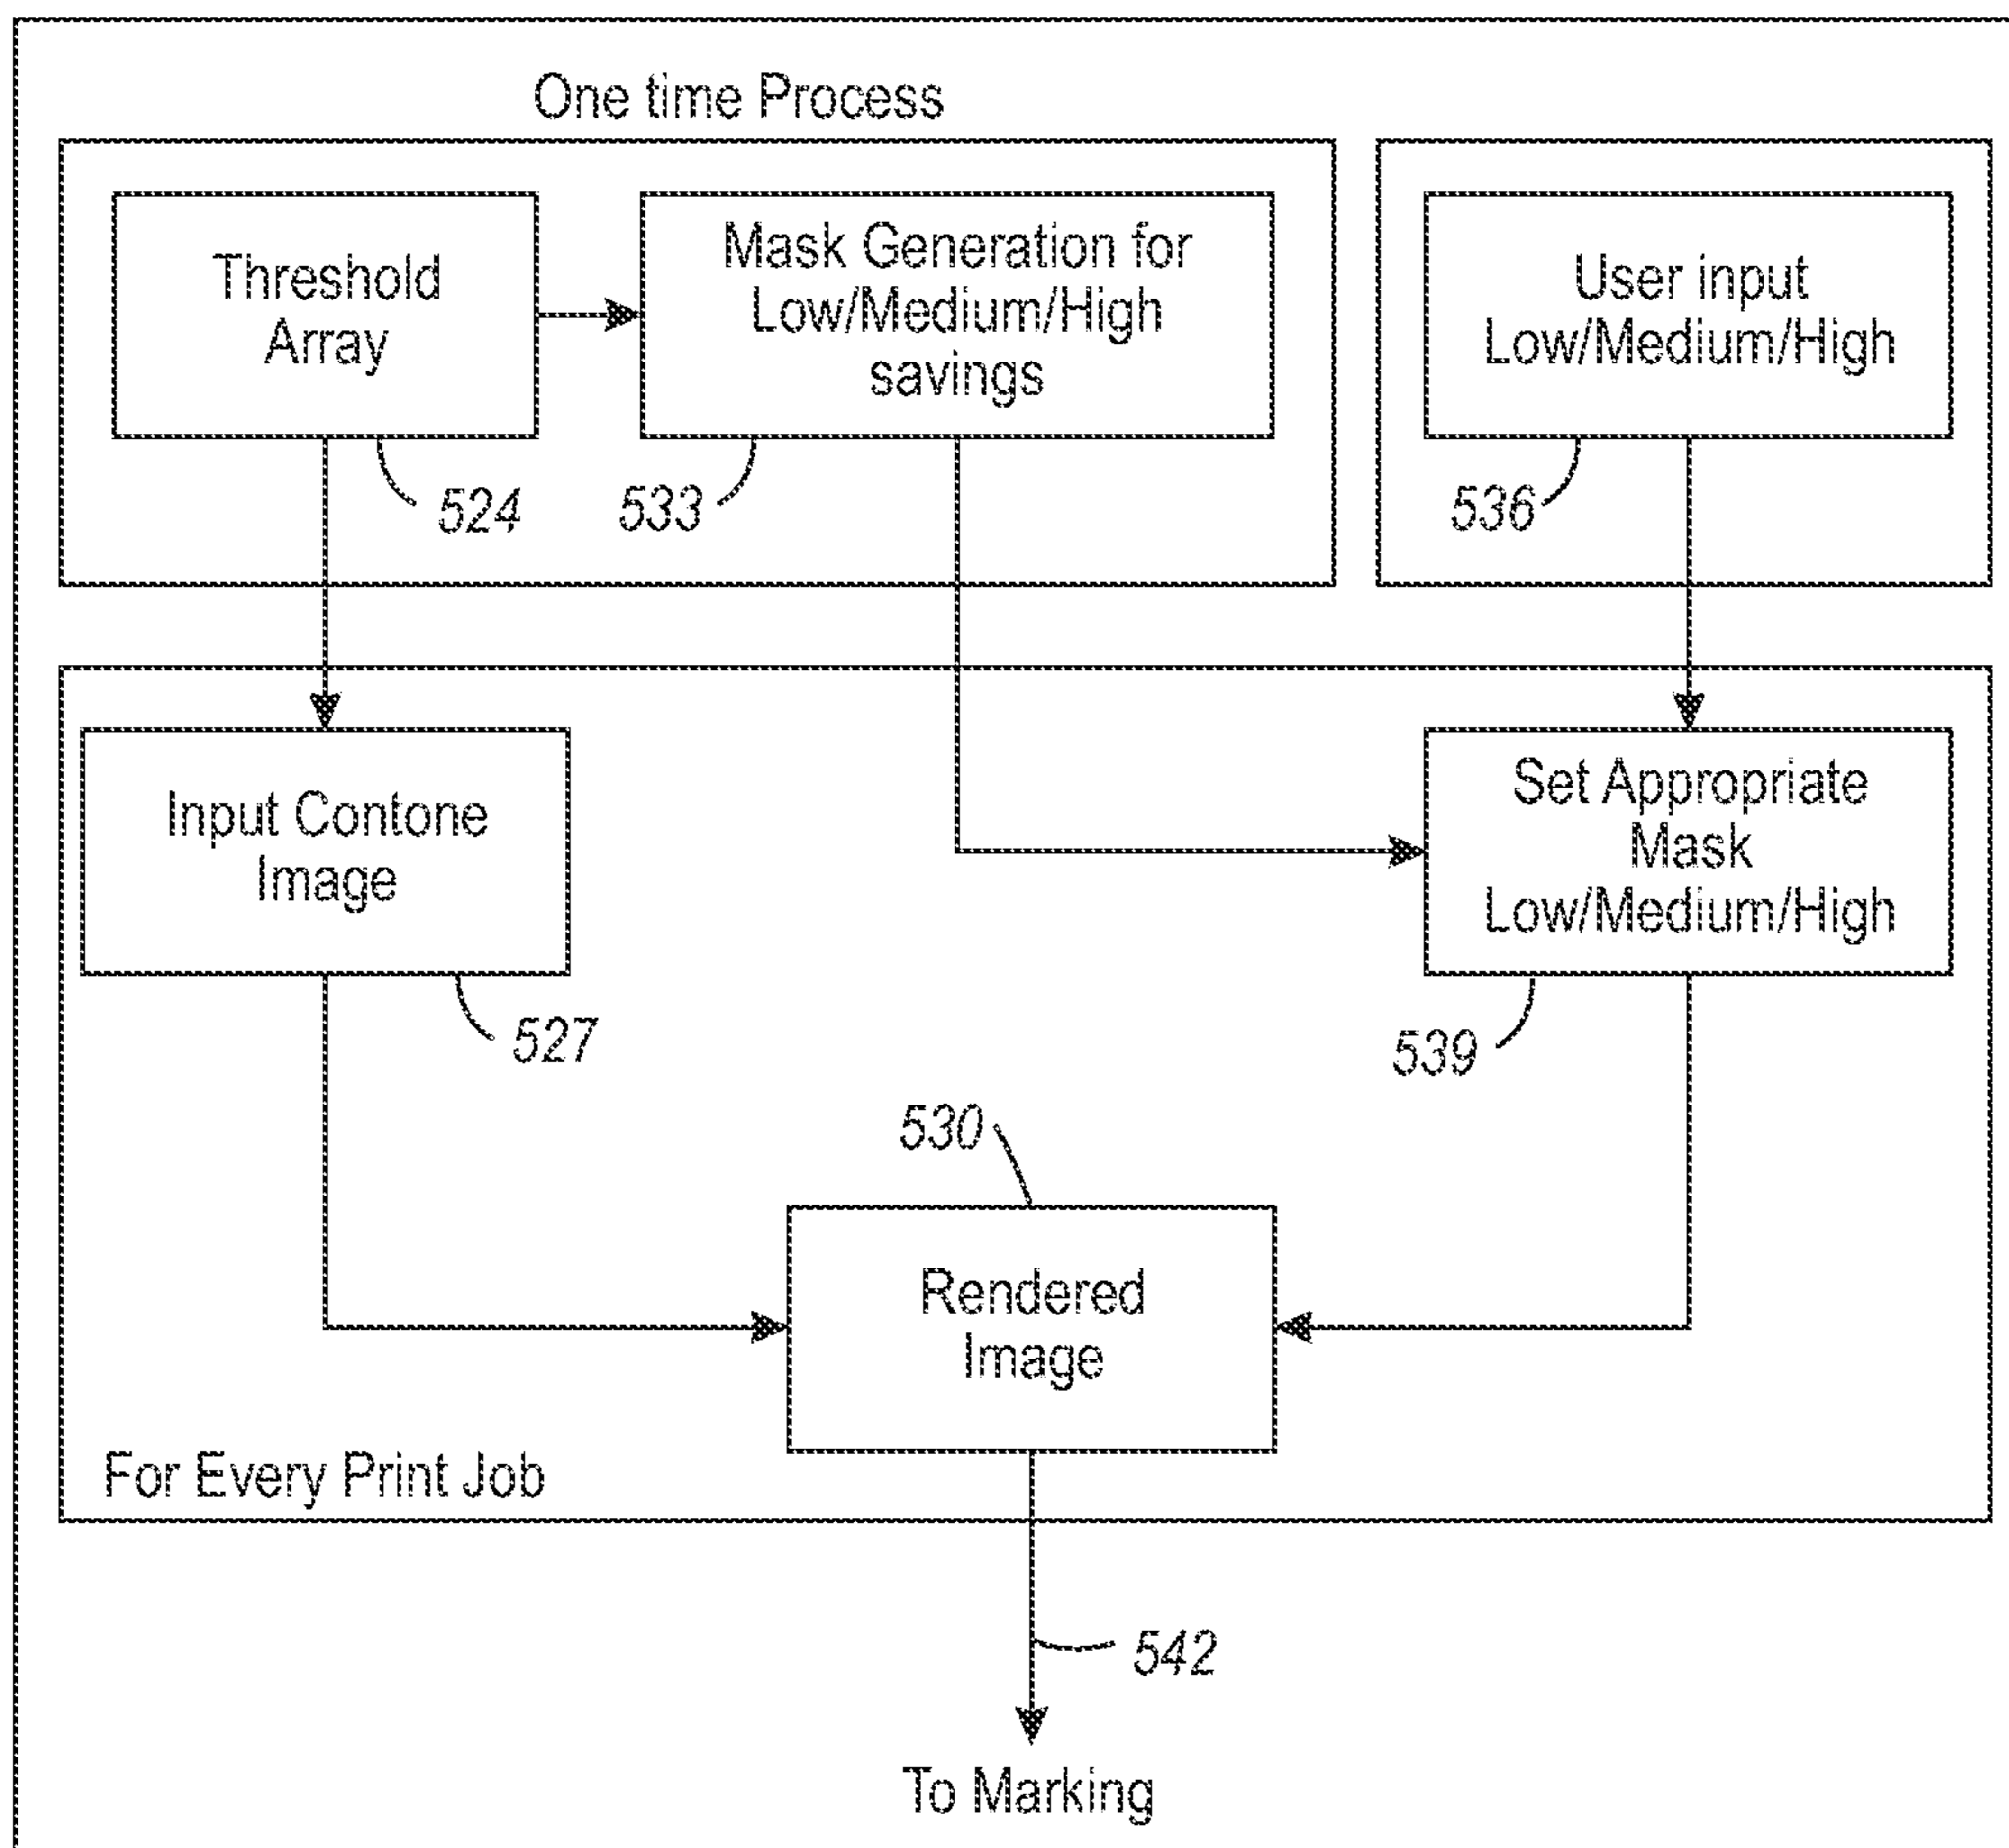 One time Process
Threshold
Array
Mask Generation for
Low/Medium/High
savings
User input
Low/Medium/High
524
533
536
Input Contone
Image
Set Appropriate
Mask
Low/Medium/High
527
539
530
Rendered
Image
For Every Print Job
542
To Marking